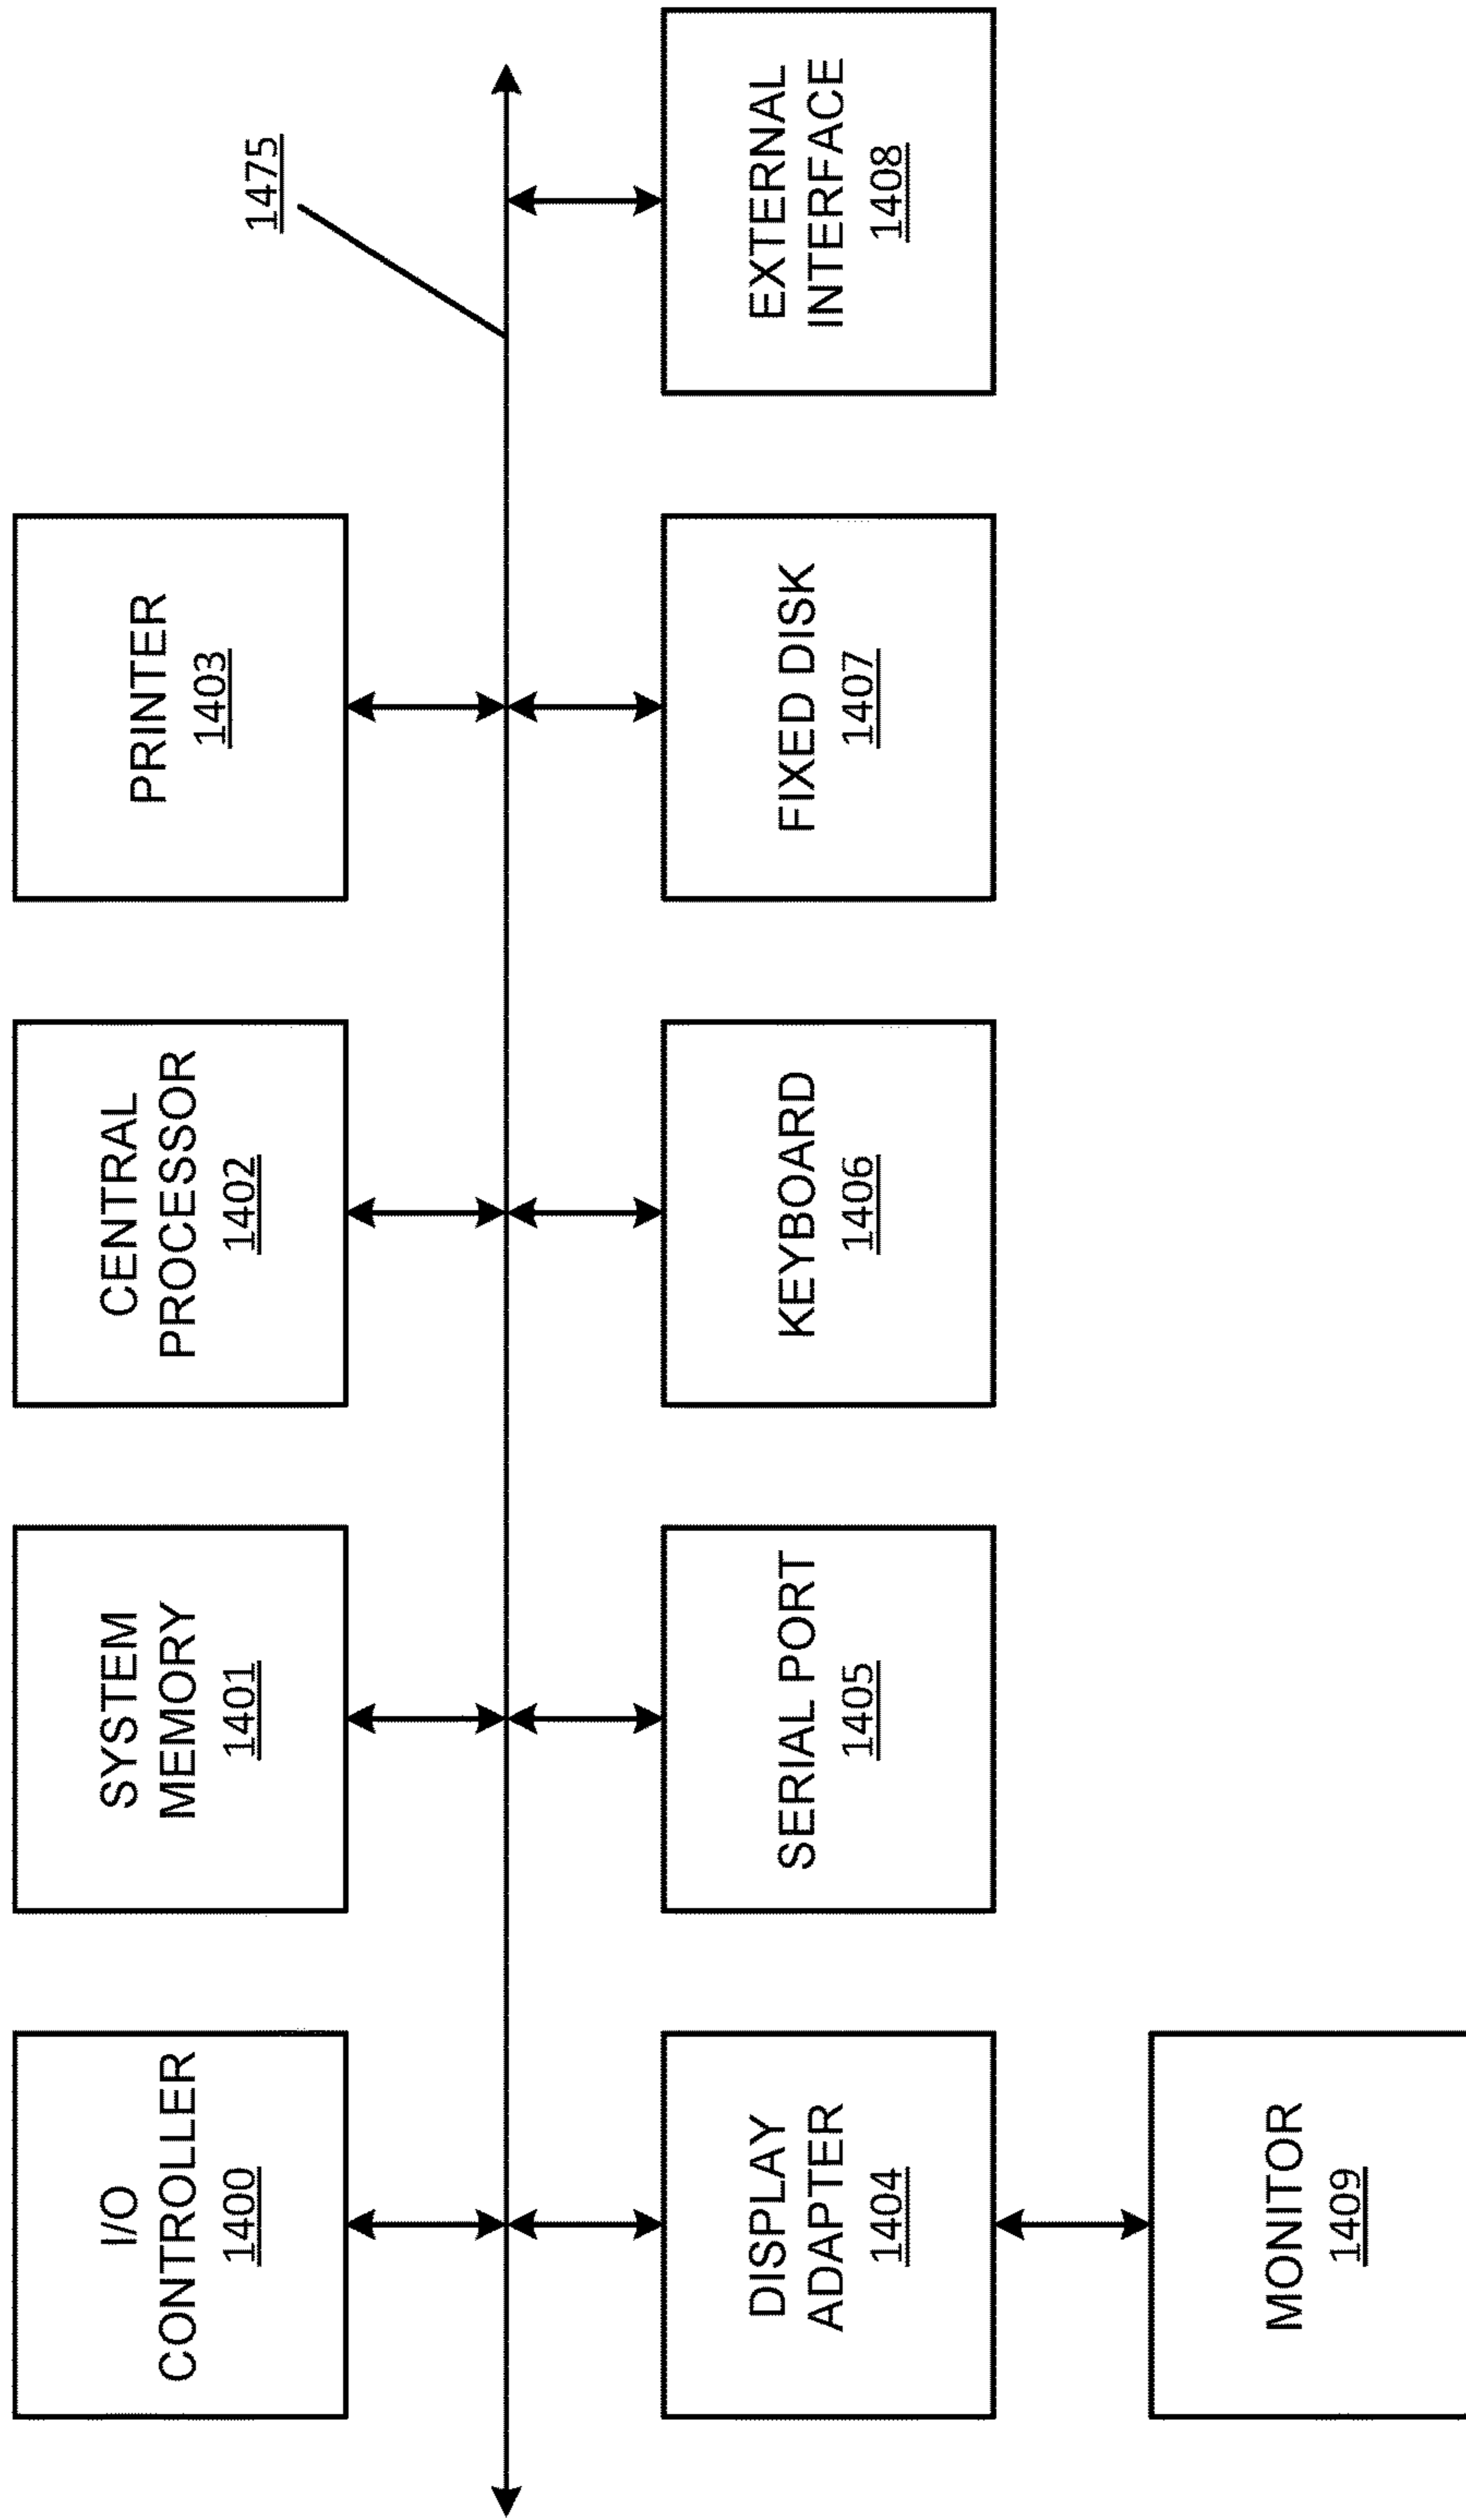 I/O
CONTROLLER
1400
SYSTEM
MEMORY
1401
CENTRAL
PROCESSOR
1402
PRINTER
1403
1475
DISPLAY
ADAPTER
1404
SERIAL PORT
1405
KEYBOARD
1406
FIXED DISK
1407
EXTERNAL
INTERFACE
1408
MONITOR
1409